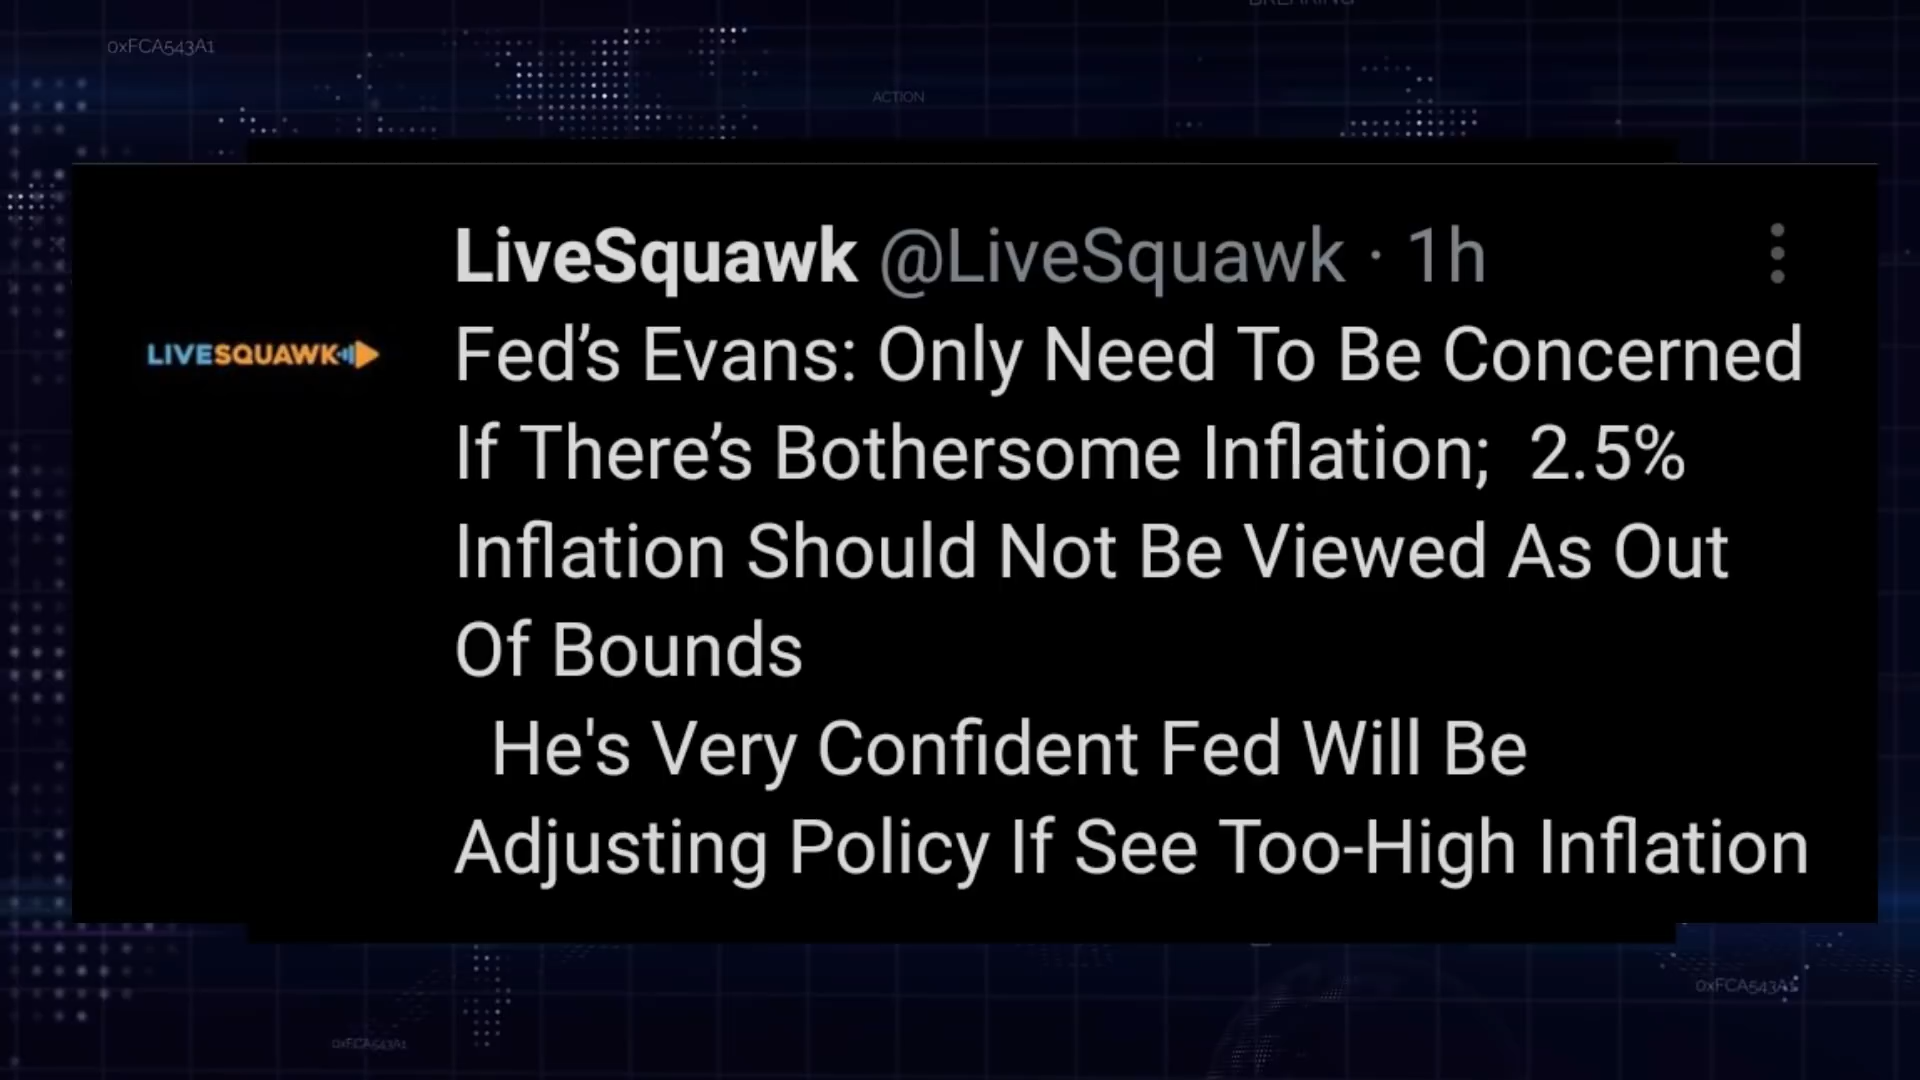 0xFCA543A1
ACTION
LiveSquawk @LiveSquawk · 1h
LIVESQUAWK
Fed’s Evans: Only Need To Be Concerned
If There’s Bothersome Inflation;  2.5%
Inflation Should Not Be Viewed As Out
Of Bounds
He's Very Confident Fed Will Be
Adjusting Policy If See Too-High Inflation
0xFCA543A1
0xFCA543A1